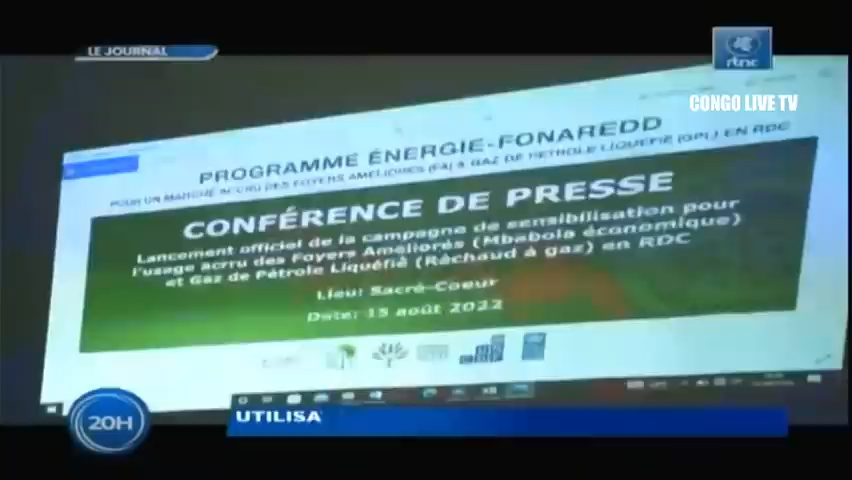 LE JOURNAL
rtnc
CONGO LIVE TV
PROGRAMME ÉNERGIE-FONAREDD
POUR UN MARCHÉ ACCRU DES FOYERS AMÉLIORÉS (FA) & GAZ DE PÉTROLE LIQUÉFIÉ (GPL) EN RDC
CONFÉRENCE DE PRESSE
Lancement officiel de la campagne de sensibilisation pour
l'usage acrru des Foyers Améliorés (Mbabola économique)
et Gaz de Pétrole Liquéfié (Réchaud à gaz) en RDC
Lieu: Sacré-Coeur
Date: 15 août 2022
20H
UTILISA